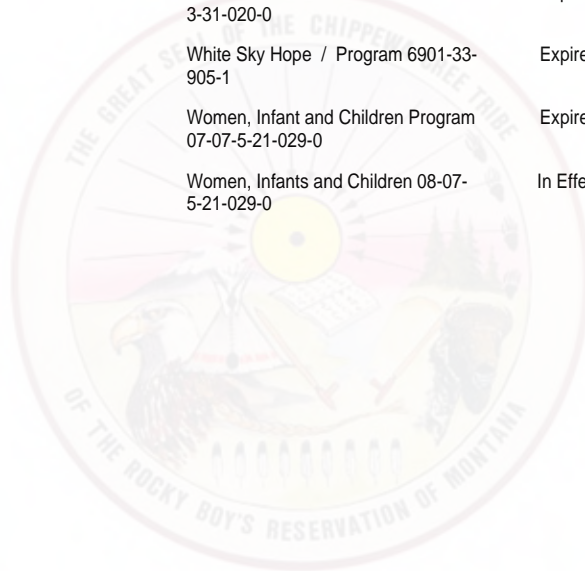 3-31-020-0
White Sky Hope / Program 6901-33-
905-1
Expire
Women, Infant and Children Program
07-07-5-21-029-0
Expire
Women, Infants and Children 08-07-
5-21-029-0
In Effe
THE GREAT SEAL OF THE CHIPPEWA CREE TRIBE
OF THE ROCKY BOY'S RESERVATION OF MONTANA